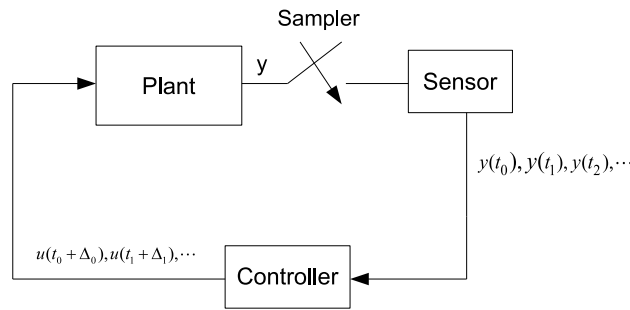 Sampler
Plant
y
Sensor
y(t₀), y(t₁), y(t₂),⋯
u(t₀ + Δ₀), u(t₁ + Δ₁),⋯
Controller